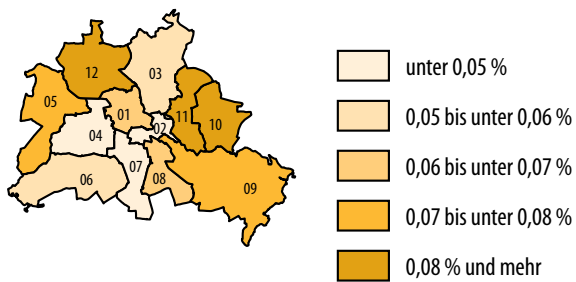 12
03
05
01
02
11
10
04
07
06
08
09
unter 0,05 %
0,05 bis unter 0,06 %
0,06 bis unter 0,07 %
0,07 bis unter 0,08 %
0,08 % und mehr